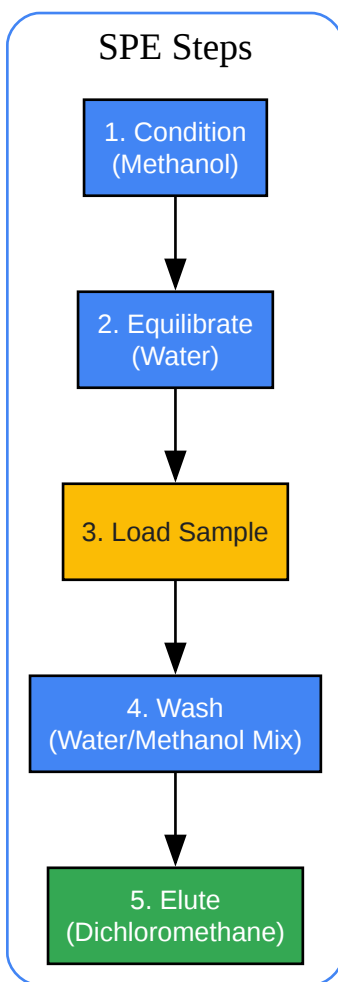 SPE Steps
1. Condition
(Methanol)
2. Equilibrate
(Water)
3. Load Sample
4. Wash
(Water/Methanol Mix)
5. Elute
(Dichloromethane)